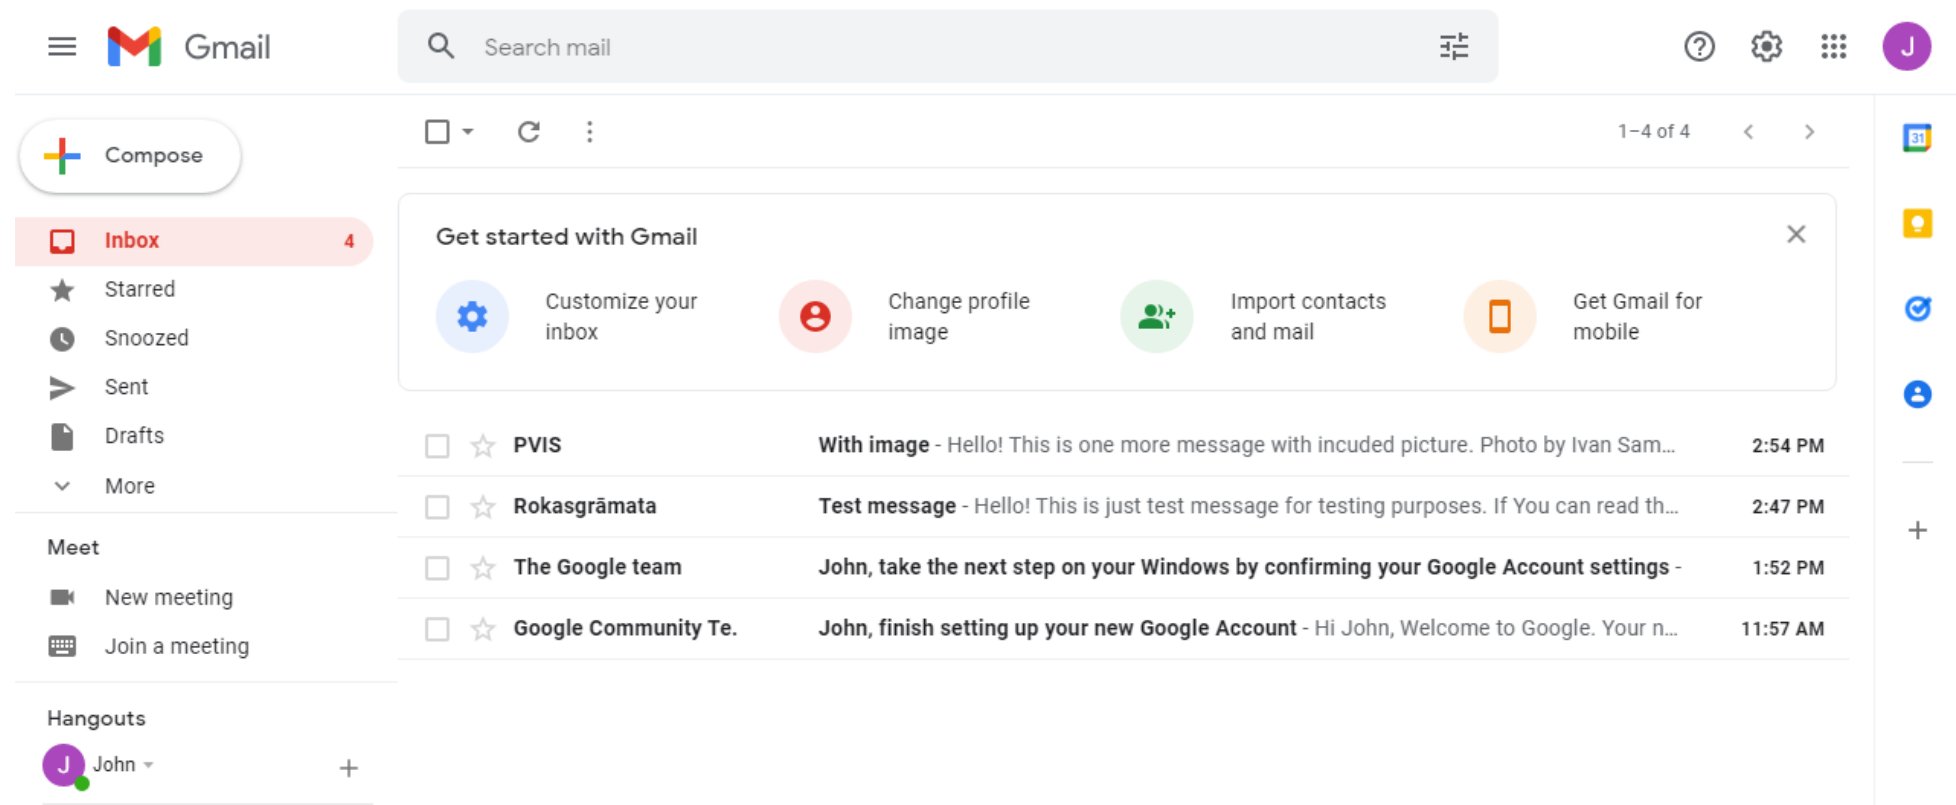 Gmail
Search mail
J
Compose
1–4 of 4
31
Inbox 4
Starred
Snoozed
Sent
Drafts
More
Meet
New meeting
Join a meeting
Hangouts
J John
Get started with Gmail
Customize your
inbox
Change profile
image
Import contacts
and mail
Get Gmail for
mobile
PVIS With image - Hello! This is one more message with incuded picture. Photo by Ivan Sam... 2:54 PM
Rokasgrāmata Test message - Hello! This is just test message for testing purposes. If You can read th... 2:47 PM
The Google team John, take the next step on your Windows by confirming your Google Account settings - 1:52 PM
Google Community Te. John, finish setting up your new Google Account - Hi John, Welcome to Google. Your n... 11:57 AM